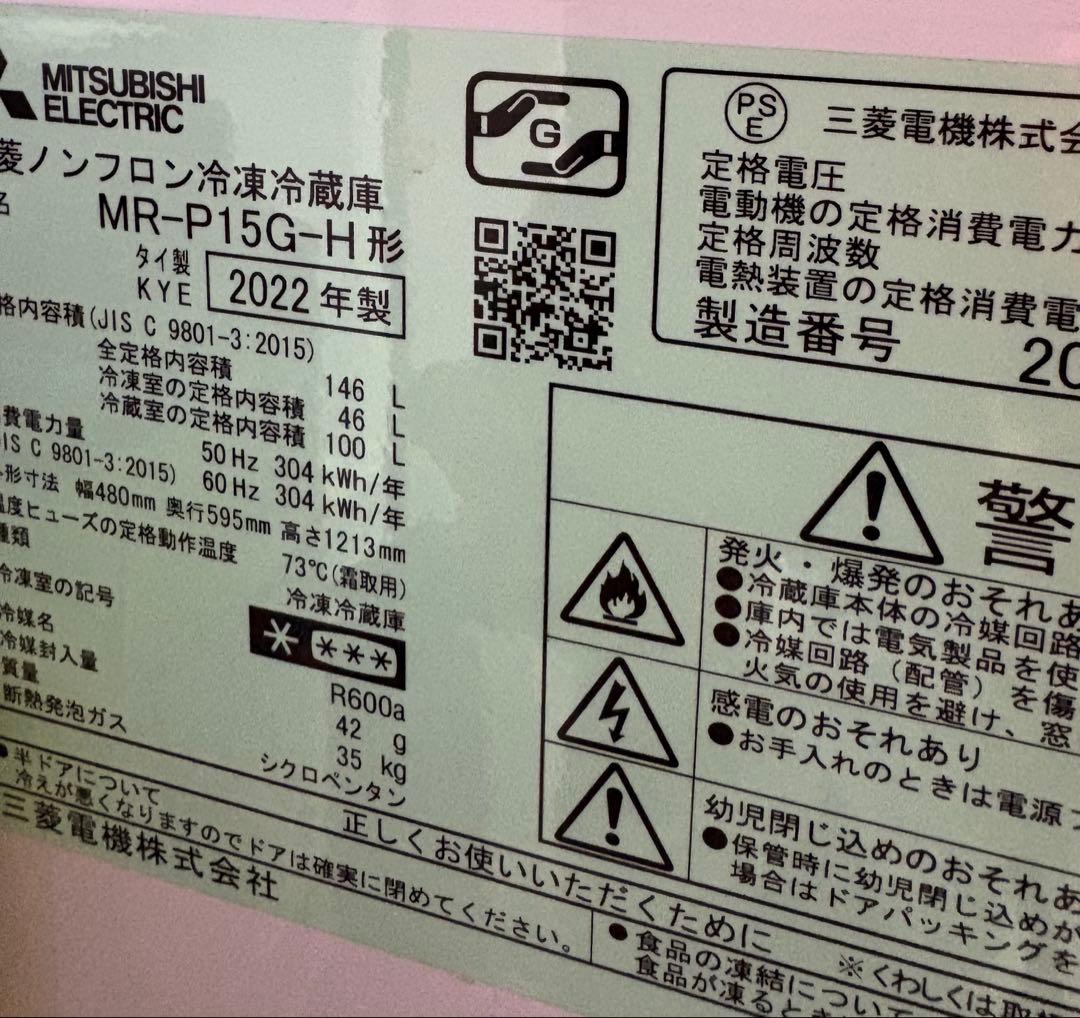 MITSUBISHI
ELECTRIC
菱ノンフロン冷凍冷蔵庫
名 MR-P15G-H形
タイ製
KYE
2022年製
格内容積(JIS C 9801-3:2015)
全定格内容積 146 L
冷凍室の定格内容積 46 L
冷蔵室の定格内容積 100 L
費電力量 50Hz 304kWh/年
JIS C 9801-3:2015) 60Hz 304kWh/年
形寸法 幅480mm 奥行595mm 高さ1213mm
温度ヒューズの定格動作温度 73℃(霜取用)
種類 冷凍冷蔵庫
冷凍室の記号 * ***
冷媒名 R600a
冷媒封入量 42 g
質量 35 kg
断熱発泡ガス シクロペンタン
正しくお使いいただくために
●半ドアについて
冷えが悪くなりますのでドアは確実に閉めてください。
三菱電機株式会社
G
PS
E
三菱電機株式会
定格電圧
電動機の定格消費電力
定格周波数
電熱装置の定格消費電
製造番号 20
警
発火・爆発のおそれあ
●冷蔵庫本体の冷媒回路
●庫内では電気製品を使
●冷媒回路(配管)を傷
火気の使用を避け、窓
感電のおそれあり
●お手入れのときは電源
幼児閉じ込めのおそれあ
●保管時に幼児閉じ込めが
場合はドアパッキングを
※くわしくは取
●食品の凍結について
食品が凍るとき